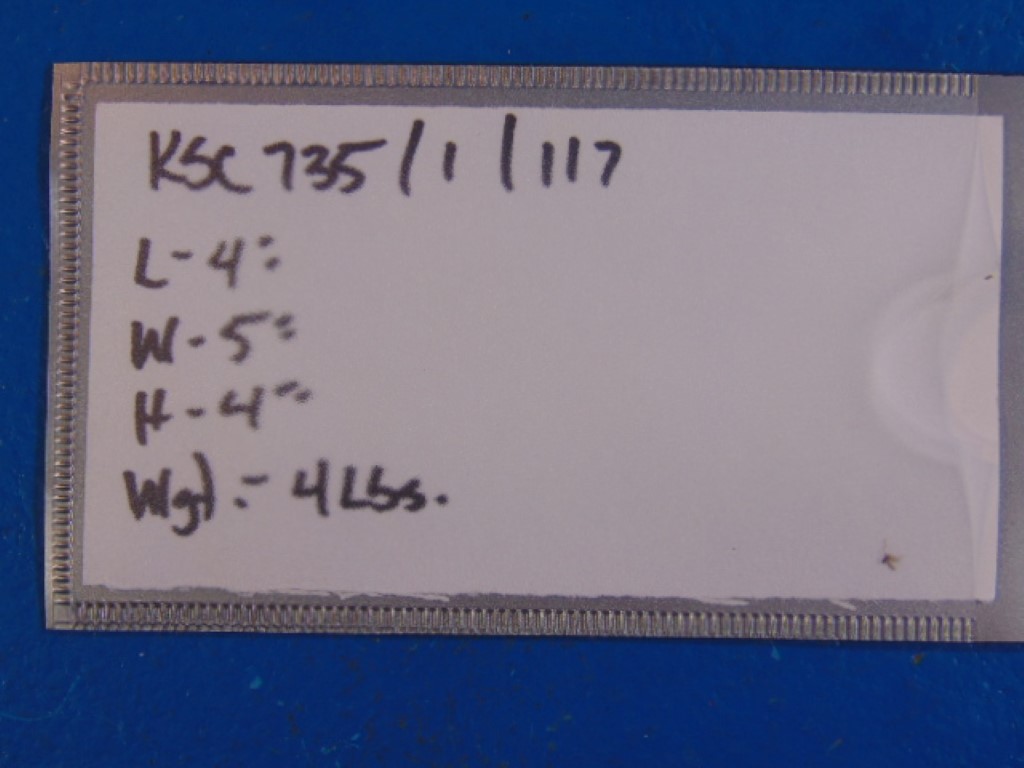 KSC 735/1/117
L-4"
W-5"
H-4"
Wgt.- 4 Lbs.